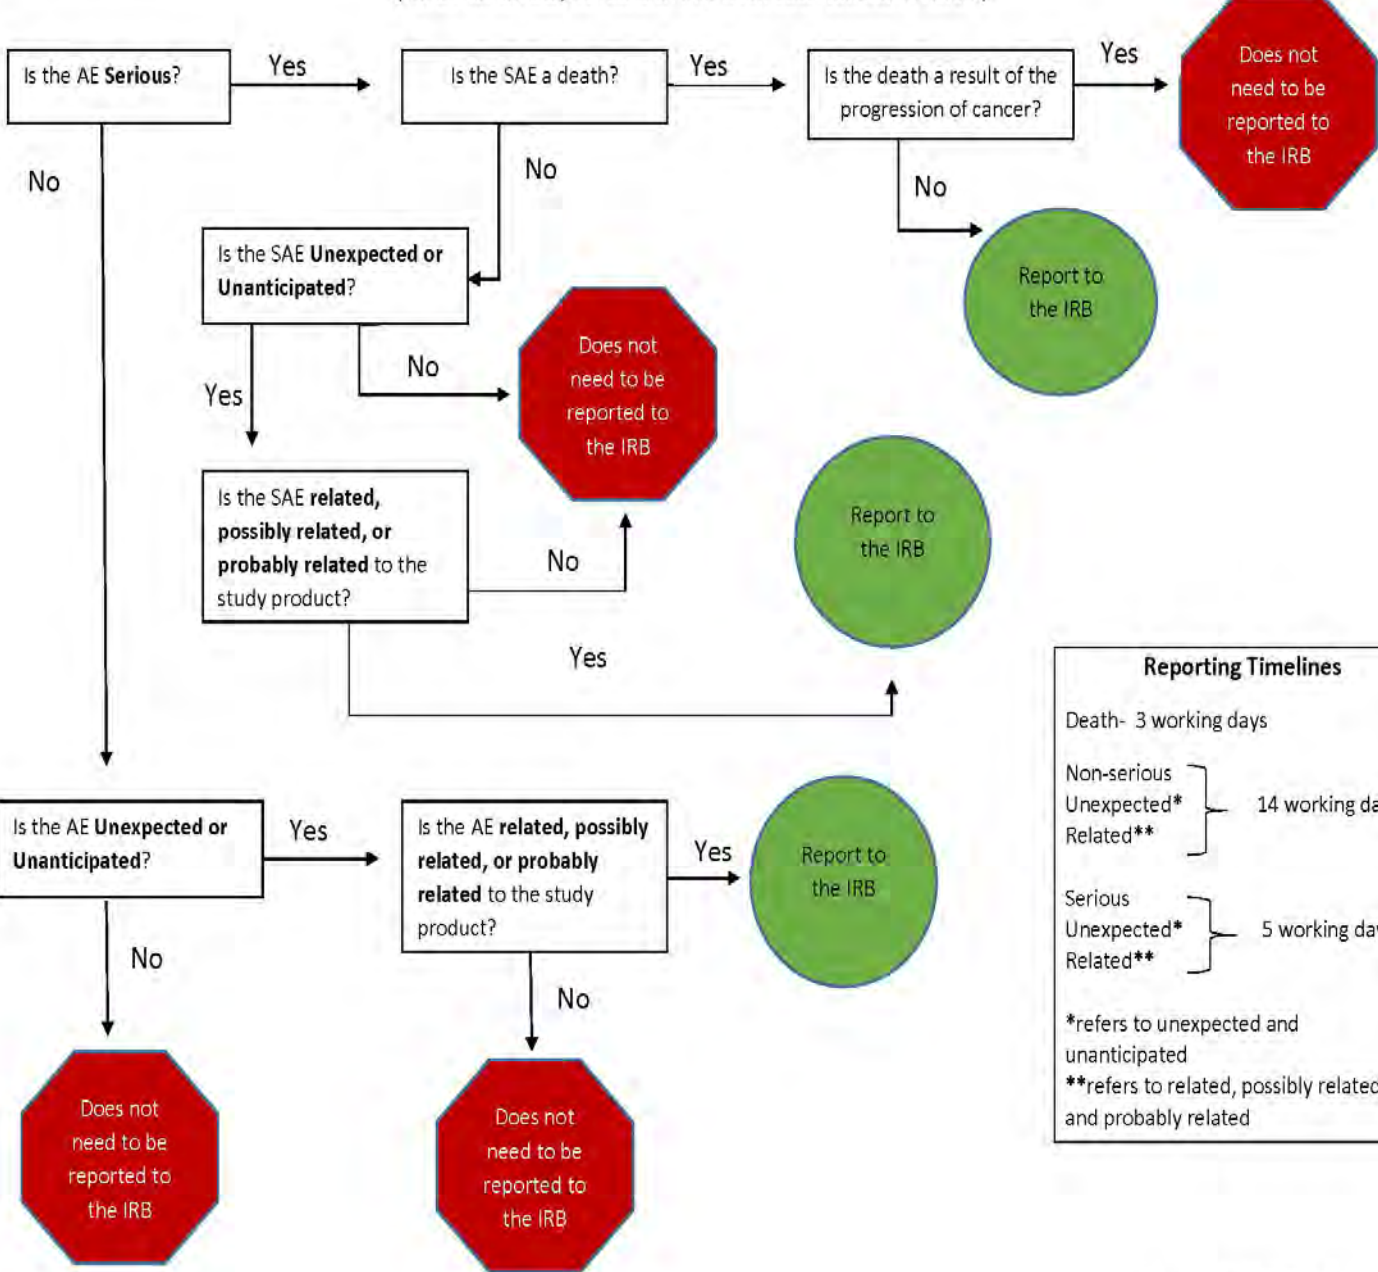 Is the AE Serious?
Yes
Is the SAE a death?
Yes
Is the death a result of the
progression of cancer?
Yes
Does not
need to be
reported to
the IRB
No
No
No
Is the SAE Unexpected or
Unanticipated?
Report to
the IRB
Does not
need to be
reported to
the IRB
No
Yes
Is the SAE related,
possibly related, or
probably related to the
study product?
No
Report to
the IRB
Yes
Reporting Timelines
Death- 3 working days
Non-serious
Unexpected*
Related**
14 working da
Serious
Unexpected*
Related**
5 working da
*refers to unexpected and
unanticipated
**refers to related, possibly related
and probably related
Is the AE Unexpected or
Unanticipated?
Yes
Is the AE related, possibly
related, or probably
related to the study
product?
Yes
Report to
the IRB
No
No
Does not
need to be
reported to
the IRB
Does not
need to be
reported to
the IRB